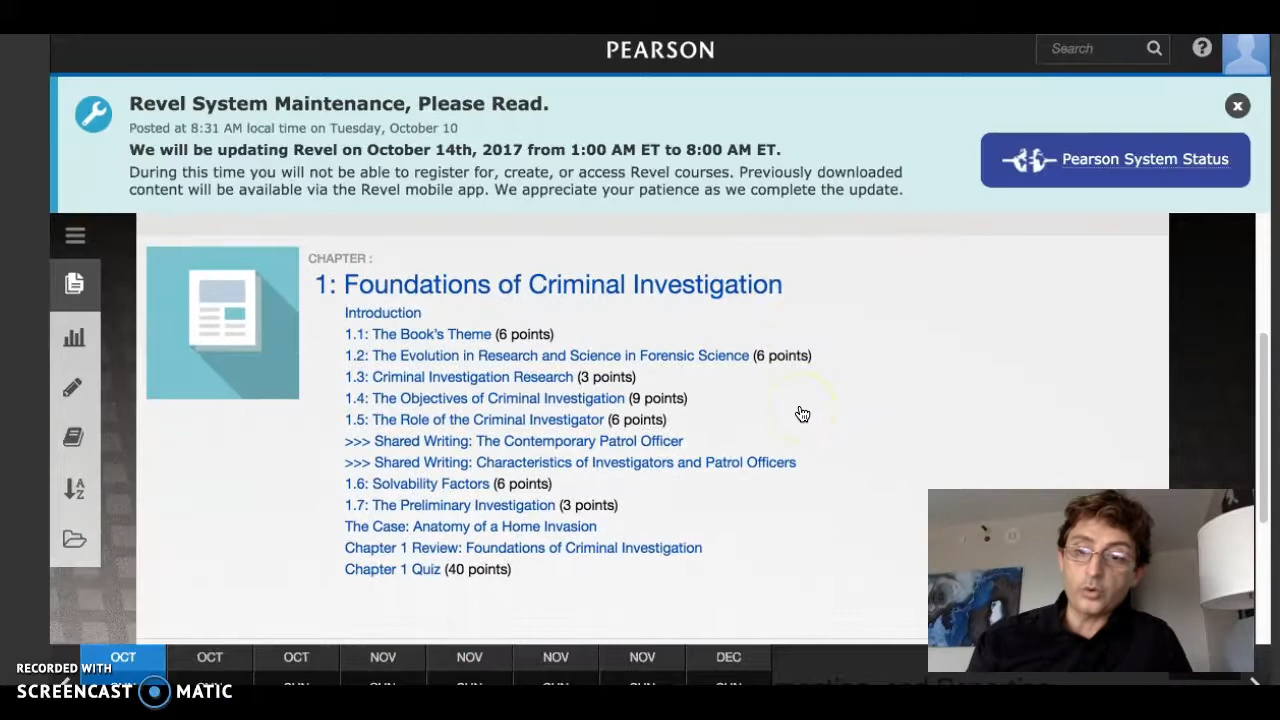 PEARSON
Search
Revel System Maintenance, Please Read.
Posted at 8:31 AM local time on Tuesday, October 10
We will be updating Revel on October 14th, 2017 from 1:00 AM ET to 8:00 AM ET.
During this time you will not be able to register for, create, or access Revel courses. Previously downloaded
content will be available via the Revel mobile app. We appreciate your patience as we complete the update.
Pearson System Status
CHAPTER :
1: Foundations of Criminal Investigation
Introduction
1.1: The Book's Theme (6 points)
1.2: The Evolution in Research and Science in Forensic Science (6 points)
1.3: Criminal Investigation Research (3 points)
1.4: The Objectives of Criminal Investigation (9 points)
1.5: The Role of the Criminal Investigator (6 points)
>>> Shared Writing: The Contemporary Patrol Officer
>>> Shared Writing: Characteristics of Investigators and Patrol Officers
1.6: Solvability Factors (6 points)
1.7: The Preliminary Investigation (3 points)
The Case: Anatomy of a Home Invasion
Chapter 1 Review: Foundations of Criminal Investigation
Chapter 1 Quiz (40 points)
OCT OCT OCT NOV NOV NOV NOV DEC
RECORDED WITH
SCREENCAST MATIC